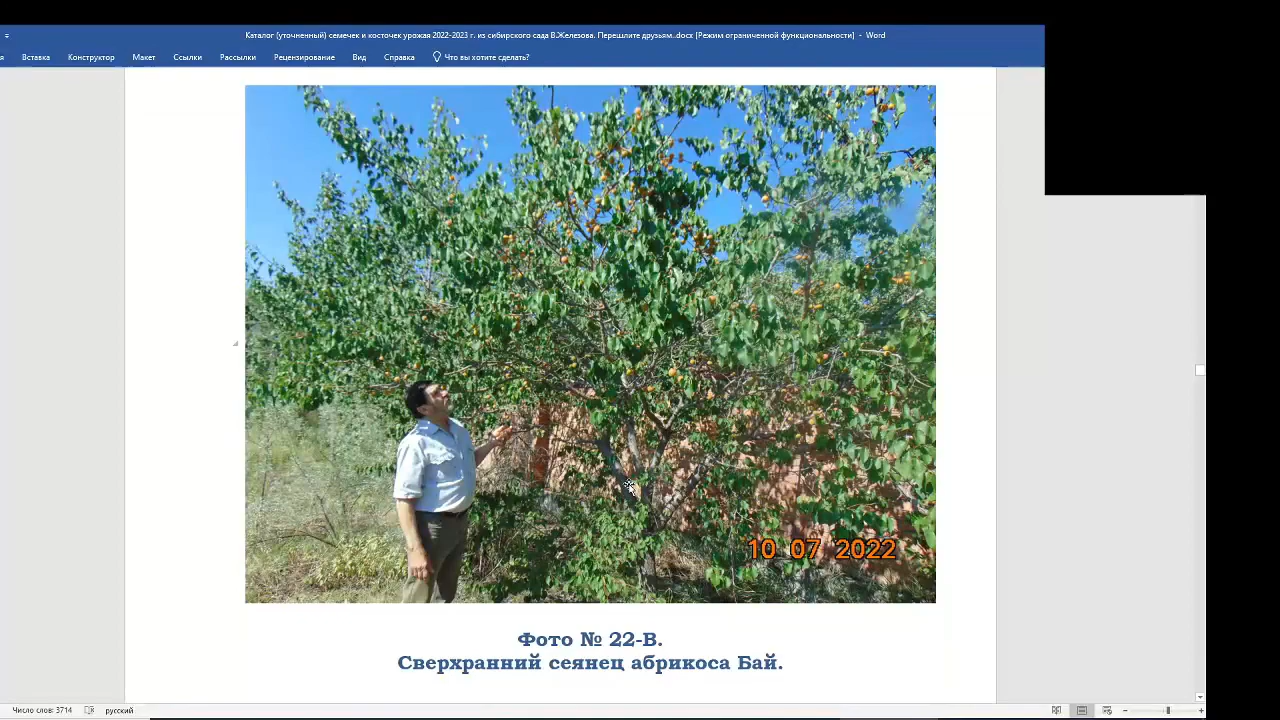 Каталог (уточненный) семечек и косточек урожая 2022-2023 г. из сибирского сада В.Железова. Перешлите друзьям..docx [Режим ограниченной функциональности] - Word
я Вставка Конструктор Макет Ссылки Рассылки Рецензирование Вид Справка Что вы хотите сделать?
10 07 2022
Фото № 22-В.
Сверхранний сеянец абрикоса Бай.
Число слов: 3714 русский